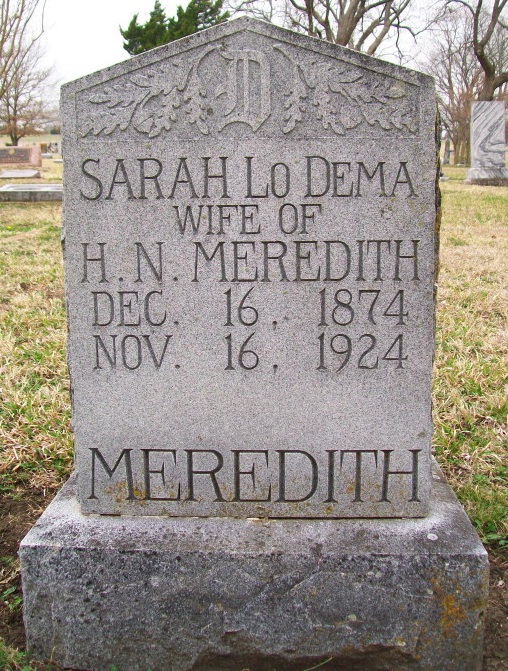 D
SARAH LO DEMA
WIFE OF
H. N. MEREDITH
DEC. 16, 1874
NOV. 16, 1924
MEREDITH